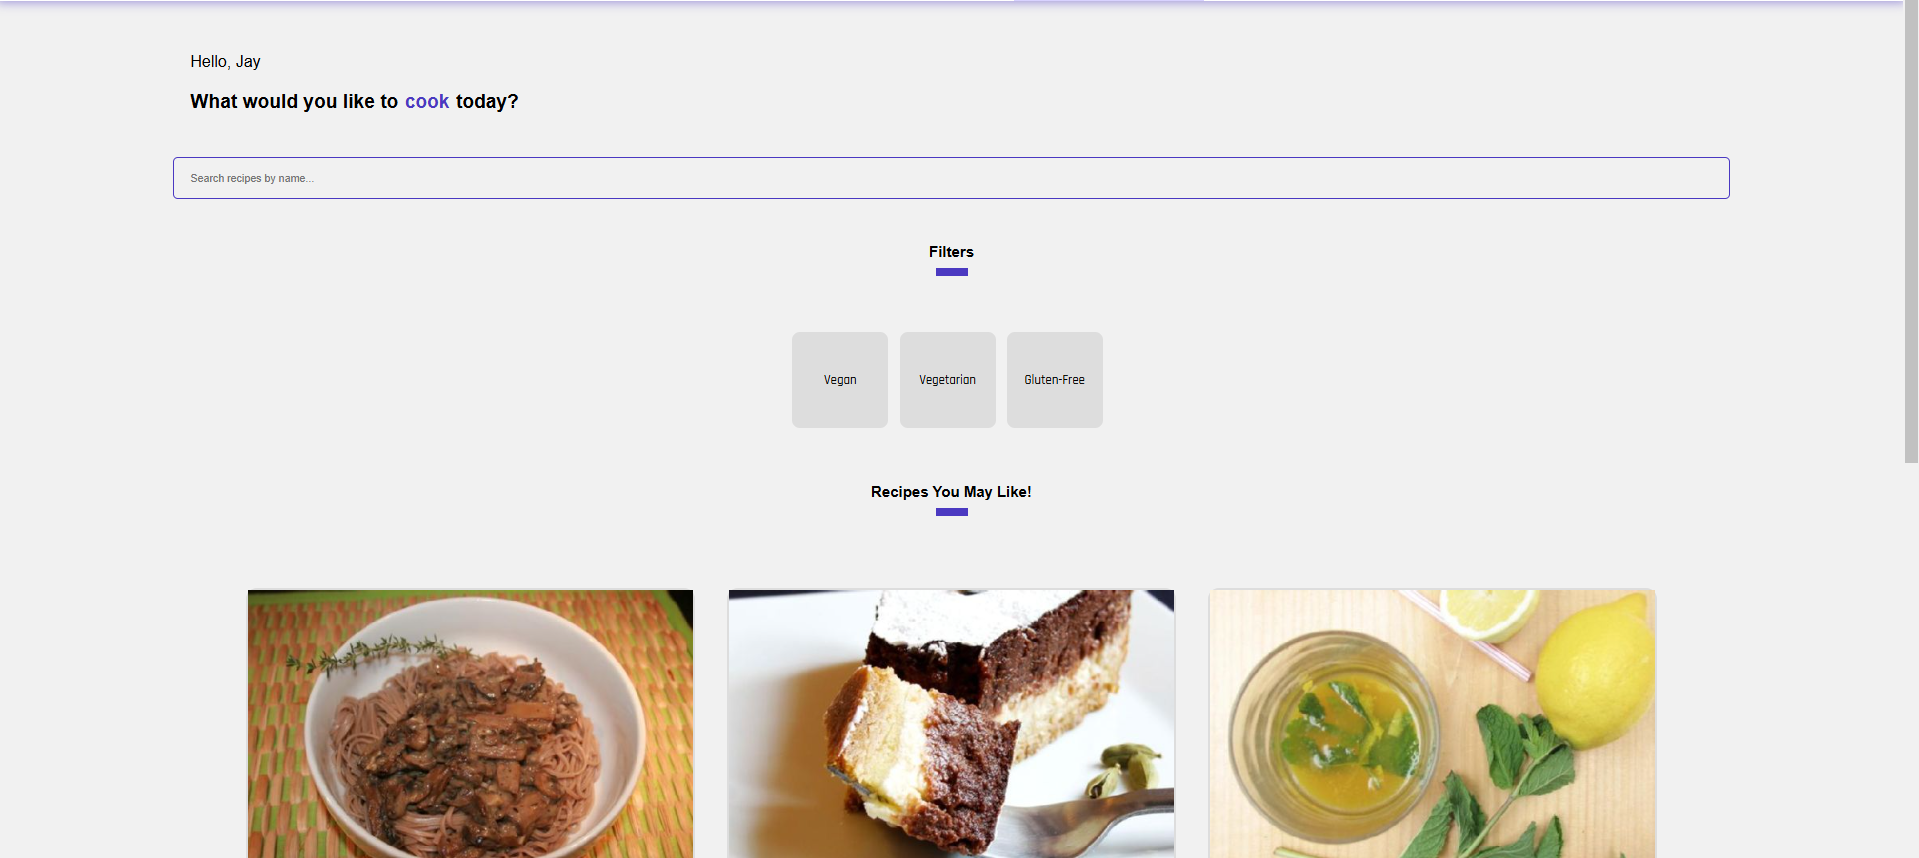 Hello, Jay
What would you like to cook today?
Search recipes by name...
Filters
Vegan
Vegetarian
Gluten-Free
Recipes You May Like!